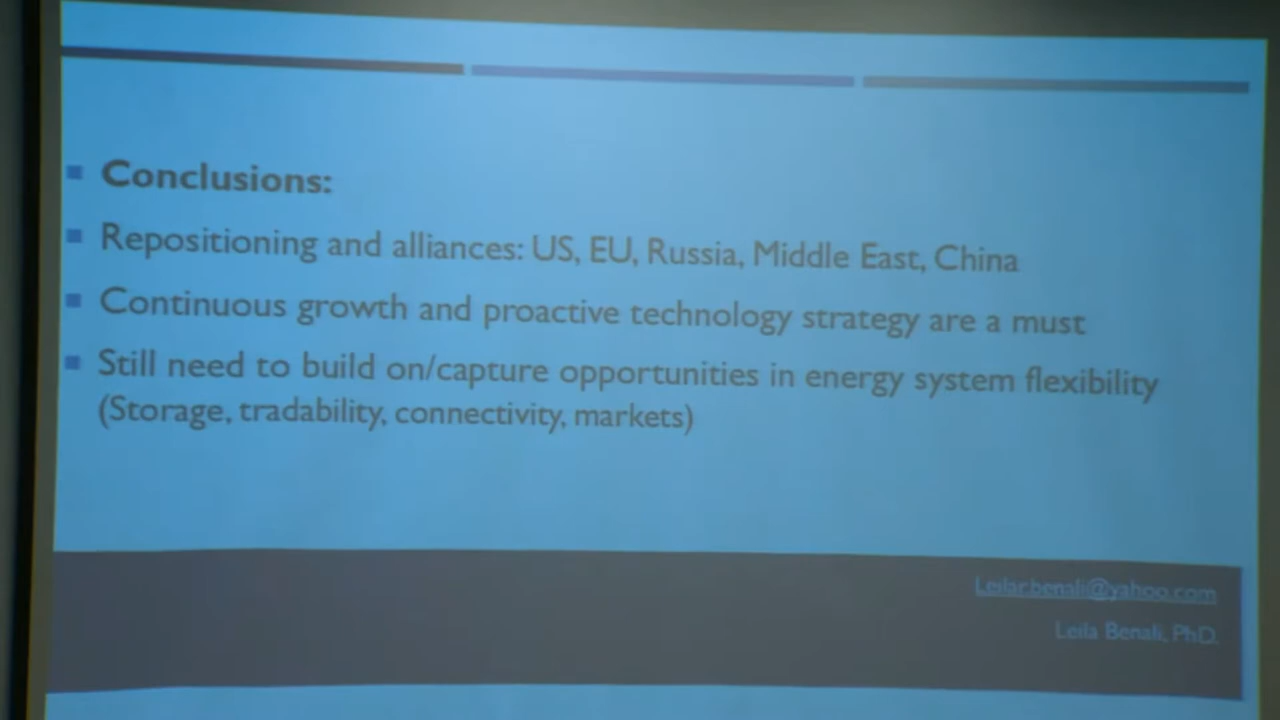 Conclusions:
Repositioning and alliances: US, EU, Russia, Middle East, China
Continuous growth and proactive technology strategy are a must
Still need to build on/capture opportunities in energy system flexibility
(Storage, tradability, connectivity, markets)
Leila Benali, PhD.